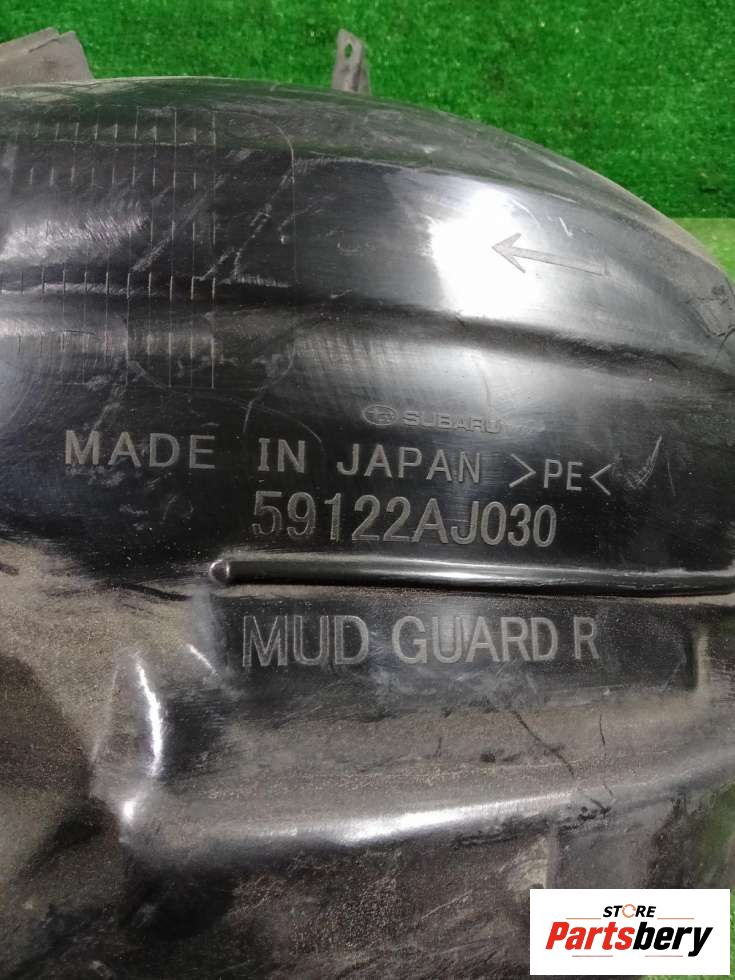 SUBARU
MADE IN JAPAN >PE<
59122AJ030
MUD GUARD R
STORE
Partsbery